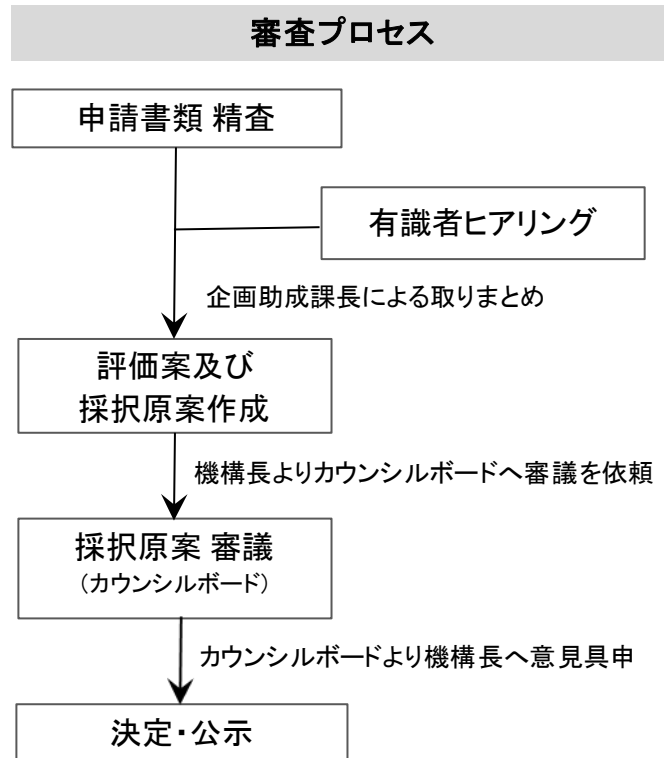 審査プロセス
申請書類 精査
有識者ヒアリング
企画助成課長による取りまとめ
評価案及び
採択原案作成
機構長よりカウンシルボードへ審議を依頼
採択原案 審議
（カウンシルボード）
カウンシルボードより機構長へ意見具申
決定・公示